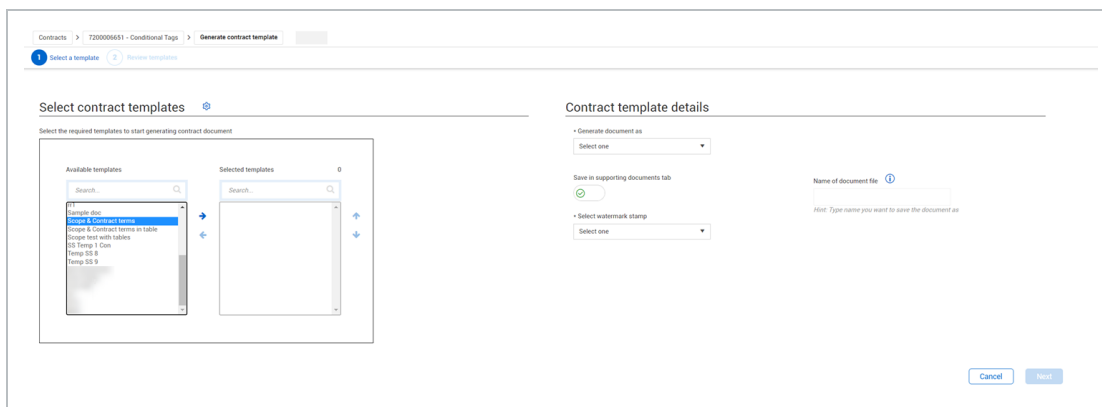 Contracts > 7200006651 - Conditional Tags > Generate contract template
1 Select a template 2 Review templates
Select contract templates
Select the required templates to start generating contract document
Available templates
Search...
Sample doc
Scope & Contract terms
Scope & Contract terms in table
Scope test with tables
SS Temp 1 Con
Temp SS 8
Temp SS 9
Selected templates 0
Search...
Contract template details
* Generate document as
Select one
Save in supporting documents tab
Name of document file
Hint: Type name you want to save the document as
* Select watermark stamp
Select one
Cancel Next